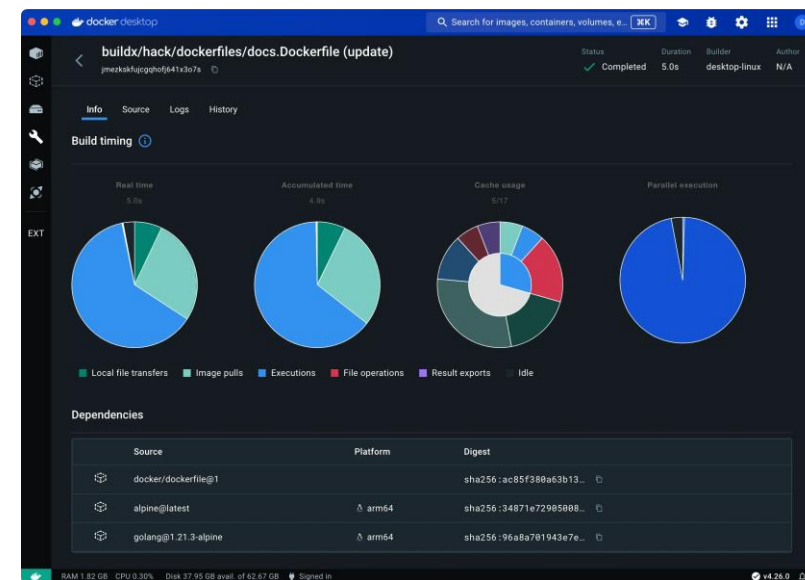 docker desktop
Search for images, containers, volumes, e... ⌘K
D
buildx/hack/dockerfiles/docs.Dockerfile (update)
jmezkskfujcgqhofj641x3o7s
Status
Completed
Duration
5.0s
Builder
desktop-linux
Author
N/A
Info Source Logs History
Build timing
EXT
Real time
5.0s
Accumulated time
4.9s
Cache usage
5/17
Parallel execution
Local file transfers Image pulls Executions File operations Result exports Idle
Dependencies
Source Platform Digest
docker/dockerfile@1 sha256:ac85f380a63b13…
alpine@latest arm64 sha256:34871e72905008…
golang@1.21.3-alpine arm64 sha256:96a8a701943e7e…
RAM 1.82 GB CPU 0.30% Disk 37.95 GB avail. of 62.67 GB Signed in v4.26.0